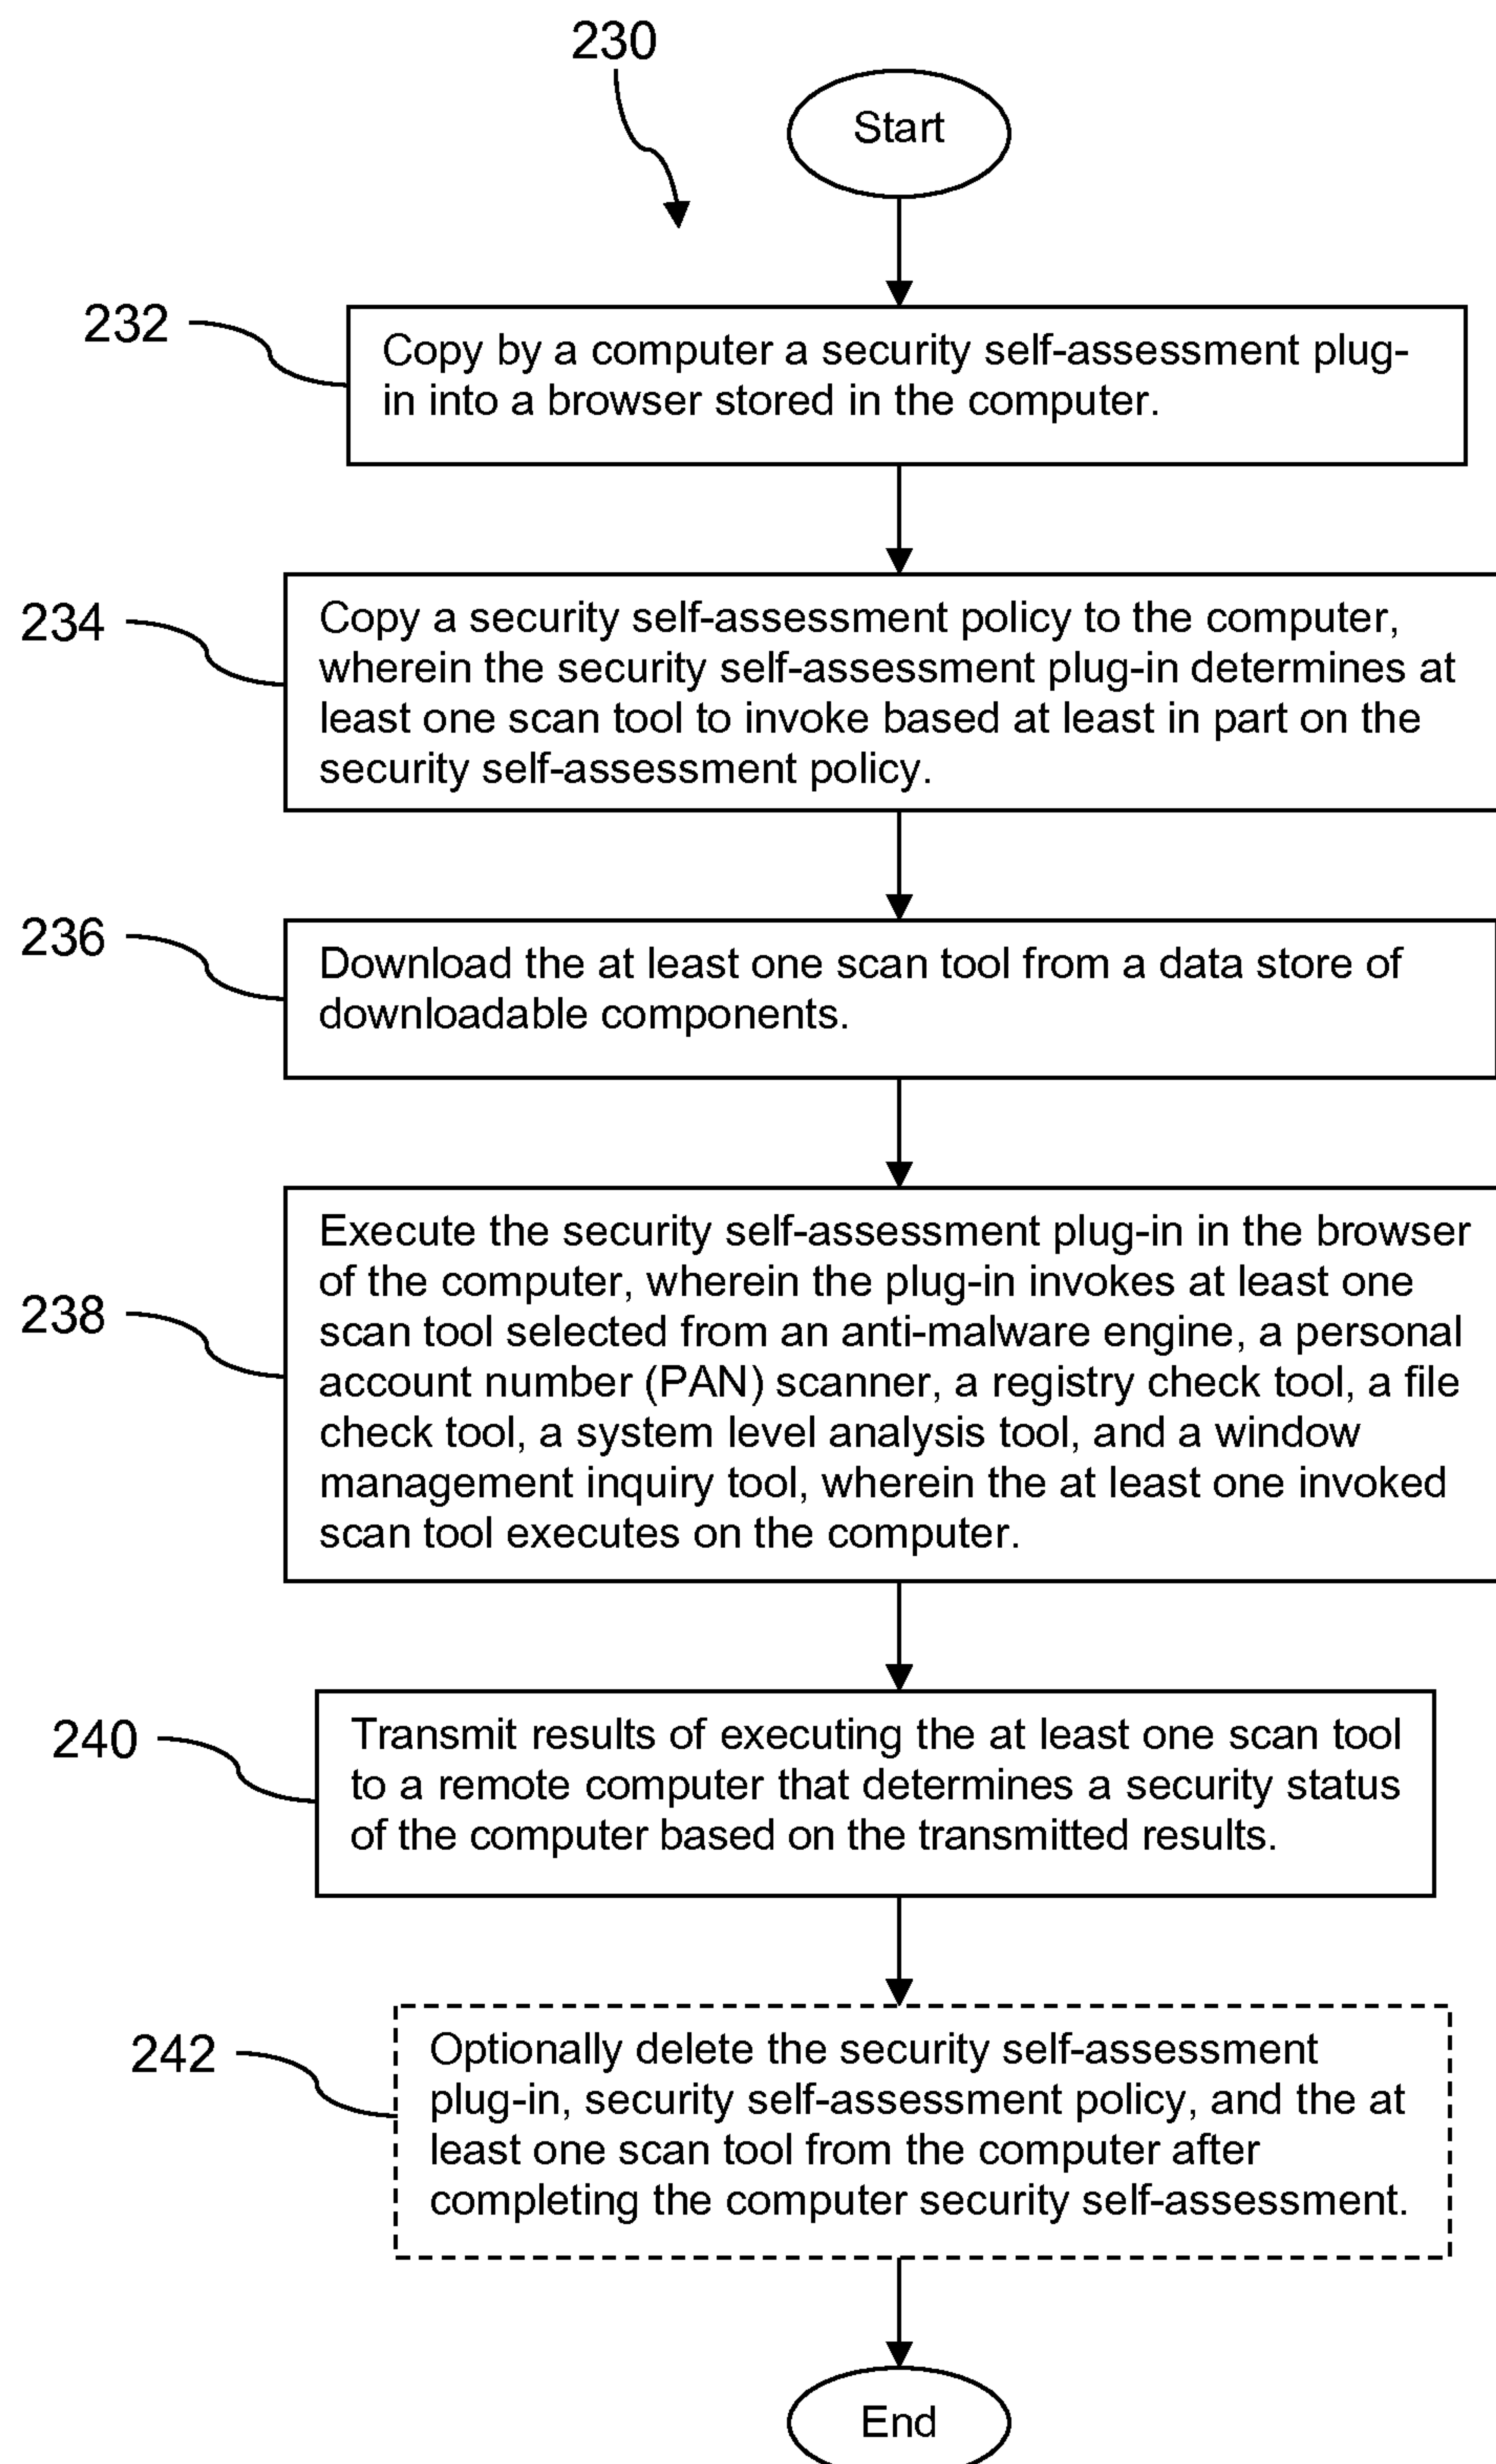 230
Start
232
Copy by a computer a security self-assessment plug-
in into a browser stored in the computer.
234
Copy a security self-assessment policy to the computer,
wherein the security self-assessment plug-in determines at
least one scan tool to invoke based at least in part on the
security self-assessment policy.
236
Download the at least one scan tool from a data store of
downloadable components.
238
Execute the security self-assessment plug-in in the browser
of the computer, wherein the plug-in invokes at least one
scan tool selected from an anti-malware engine, a personal
account number (PAN) scanner, a registry check tool, a file
check tool, a system level analysis tool, and a window
management inquiry tool, wherein the at least one invoked
scan tool executes on the computer.
240
Transmit results of executing the at least one scan tool
to a remote computer that determines a security status
of the computer based on the transmitted results.
242
Optionally delete the security self-assessment
plug-in, security self-assessment policy, and the at
least one scan tool from the computer after
completing the computer security self-assessment.
End